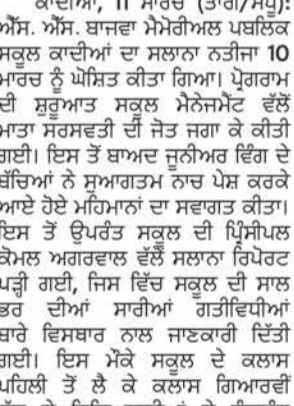 ਕਾਦੀਆਂ, 11 ਮਾਰਚ (ਤਾਰੀ/ਸੰਧੂ):
ਐੱਸ. ਐੱਸ. ਬਾਜਵਾ ਮੈਮੋਰੀਅਲ ਪਬਲਿਕ
ਸਕੂਲ ਕਾਦੀਆਂ ਦਾ ਸਲਾਨਾ ਨਤੀਜਾ 10
ਮਾਰਚ ਨੂੰ ਘੋਸ਼ਿਤ ਕੀਤਾ ਗਿਆ। ਪ੍ਰੋਗਰਾਮ
ਦੀ ਸ਼ੁਰੂਆਤ ਸਕੂਲ ਮੈਨੇਜਮੈਂਟ ਵੱਲੋਂ
ਮਾਤਾ ਸਰਸਵਤੀ ਦੀ ਜੋਤ ਜਗਾ ਕੇ ਕੀਤੀ
ਗਈ। ਇਸ ਤੋਂ ਬਾਅਦ ਜੂਨੀਅਰ ਵਿੰਗ ਦੇ
ਬੱਚਿਆਂ ਨੇ ਸੁਆਗਤਮ ਨਾਚ ਪੇਸ਼ ਕਰਕੇ
ਆਏ ਹੋਏ ਮਹਿਮਾਨਾਂ ਦਾ ਸਵਾਗਤ ਕੀਤਾ।
ਇਸ ਤੋਂ ਉਪਰੰਤ ਸਕੂਲ ਦੀ ਪ੍ਰਿੰਸੀਪਲ
ਕੋਮਲ ਅਗਰਵਾਲ ਵੱਲੋਂ ਸਲਾਨਾ ਰਿਪੋਰਟ
ਪੜ੍ਹੀ ਗਈ, ਜਿਸ ਵਿੱਚ ਸਕੂਲ ਦੀ ਸਾਲ
ਭਰ ਦੀਆਂ ਸਾਰੀਆਂ ਗਤੀਵਿਧੀਆਂ
ਬਾਰੇ ਵਿਸਥਾਰ ਨਾਲ ਜਾਣਕਾਰੀ ਦਿੱਤੀ
ਗਈ। ਇਸ ਮੌਕੇ ਸਕੂਲ ਦੇ ਕਲਾਸ
ਪਹਿਲੀ ਤੋਂ ਲੈ ਕੇ ਕਲਾਸ ਗਿਆਰਵੀਂ